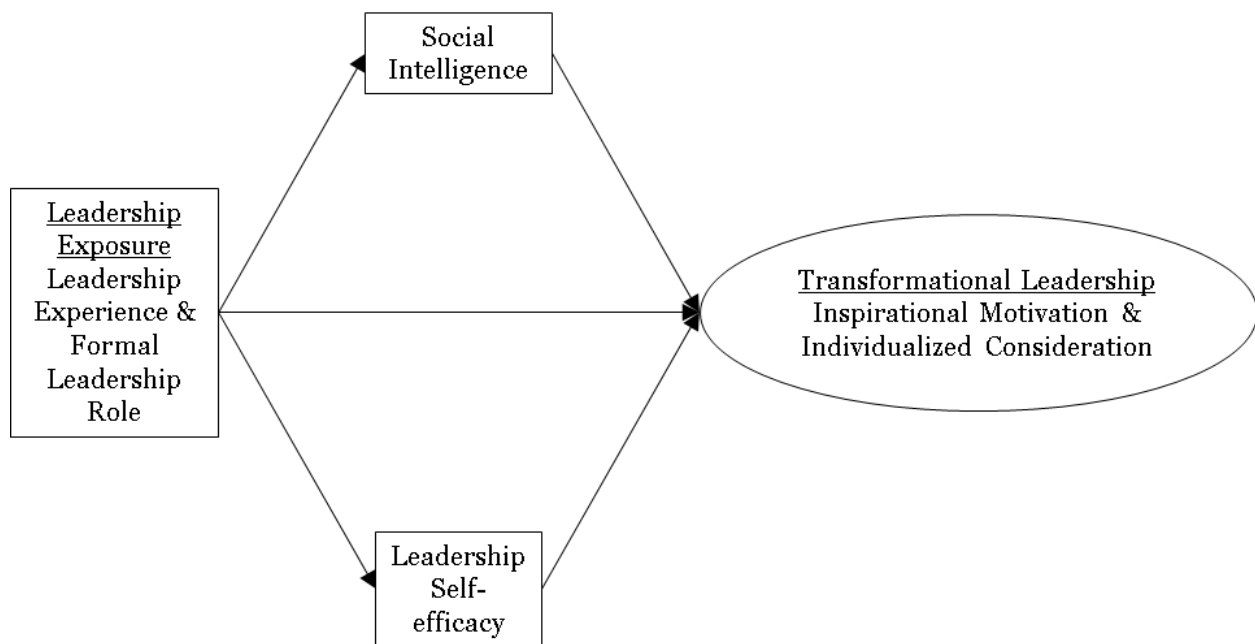 Social
Intelligence
Leadership
Exposure
Leadership
Experience &
Formal
Leadership
Role
Transformational Leadership
Inspirational Motivation &
Individualized Consideration
Leadership
Self-
efficacy